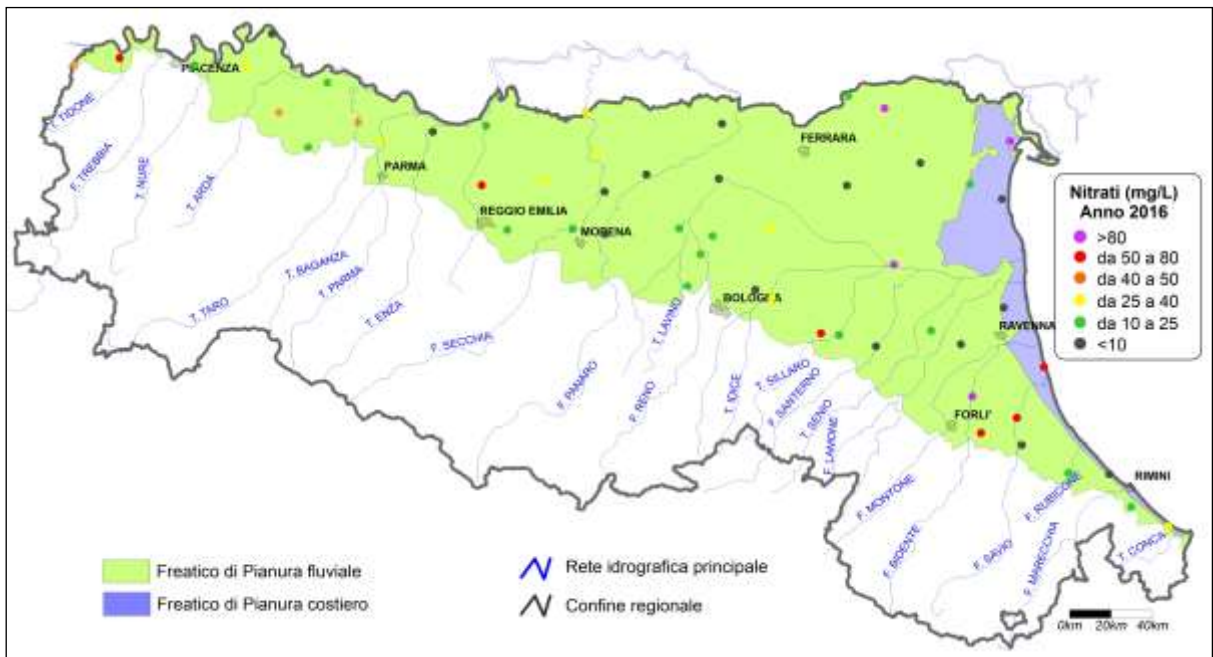 PIACENZA
T. TIDONE
F. TREBBIA
T. NURE
T. ARDA
PARMA
REGGIO EMILIA
MODENA
FERRARA
BOLOGNA
RAVENNA
FORLI'
RIMINI
T. TARO
T. BAGANZA
T. PARMA
T. ENZA
F. SECCHIA
F. PANARO
T. LAVINO
F. RENO
T. IDICE
T. SILLARO
F. SANTERNO
T. SENIO
F. LAMONE
F. MONTONE
F. BIDENTE
F. SAVIO
F. RUBICONE
F. MARECCHIA
T. CONCA
Nitrati (mg/L)
Anno 2016
>80
da 50 a 80
da 40 a 50
da 25 a 40
da 10 a 25
<10
Freatico di Pianura fluviale
Freatico di Pianura costiero
Rete idrografica principale
Confine regionale
0km 20km 40km